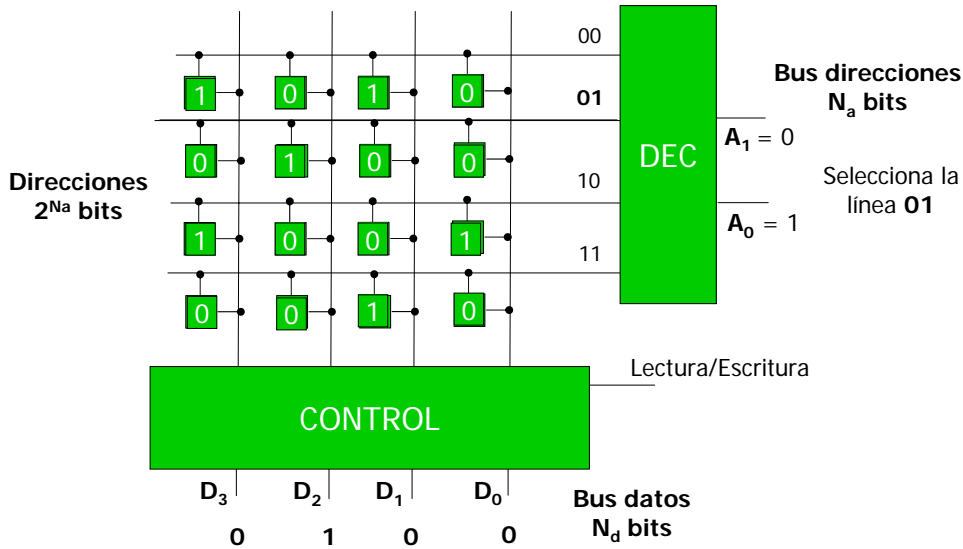 00
1 0 1 0
01
Bus direcciones
Na bits
A1 = 0
DEC
0 1 0 0
Direcciones
2Na bits
10
Selecciona la
línea 01
A0 = 1
1 0 0 1
11
0 0 1 0
Lectura/Escritura
CONTROL
D3 D2 D1 D0
0 1 0 0
Bus datos
Nd bits